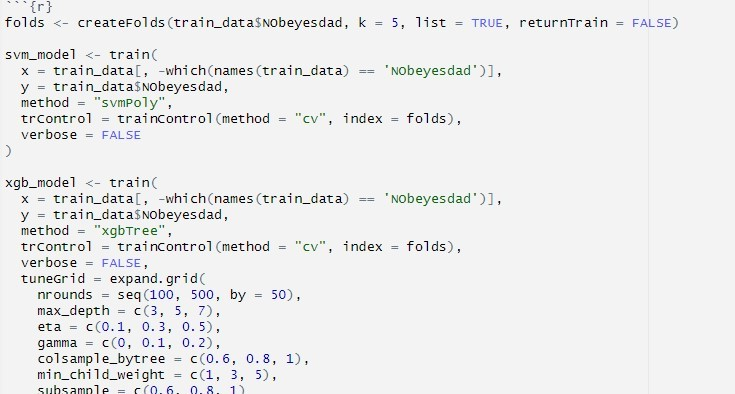 ```{r}
folds <- createFolds(train_data$NObeyesdad, k = 5, list = TRUE, returnTrain = FALSE)
svm_model <- train(
x = train_data[, -which(names(train_data) == 'NObeyesdad')],
y = train_data$NObeyesdad,
method = "svmPoly",
trControl = trainControl(method = "cv", index = folds),
verbose = FALSE
)
xgb_model <- train(
x = train_data[, -which(names(train_data) == 'NObeyesdad')],
y = train_data$NObeyesdad,
method = "xgbTree",
trControl = trainControl(method = "cv", index = folds),
verbose = FALSE,
tuneGrid = expand.grid(
nrounds = seq(100, 500, by = 50),
max_depth = c(3, 5, 7),
eta = c(0.1, 0.3, 0.5),
gamma = c(0, 0.1, 0.2),
colsample_bytree = c(0.6, 0.8, 1),
min_child_weight = c(1, 3, 5),
subsample = c(0.6, 0.8, 1)